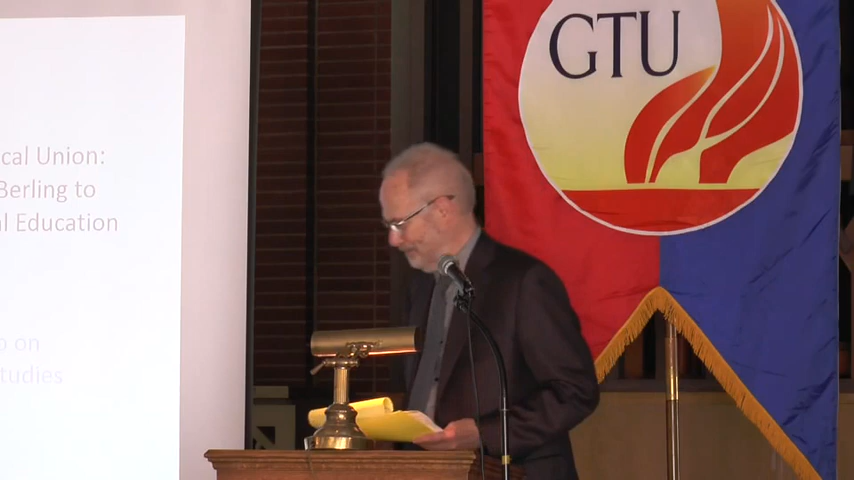 cal Union:
Berling to
l Education
on
tudies
GTU